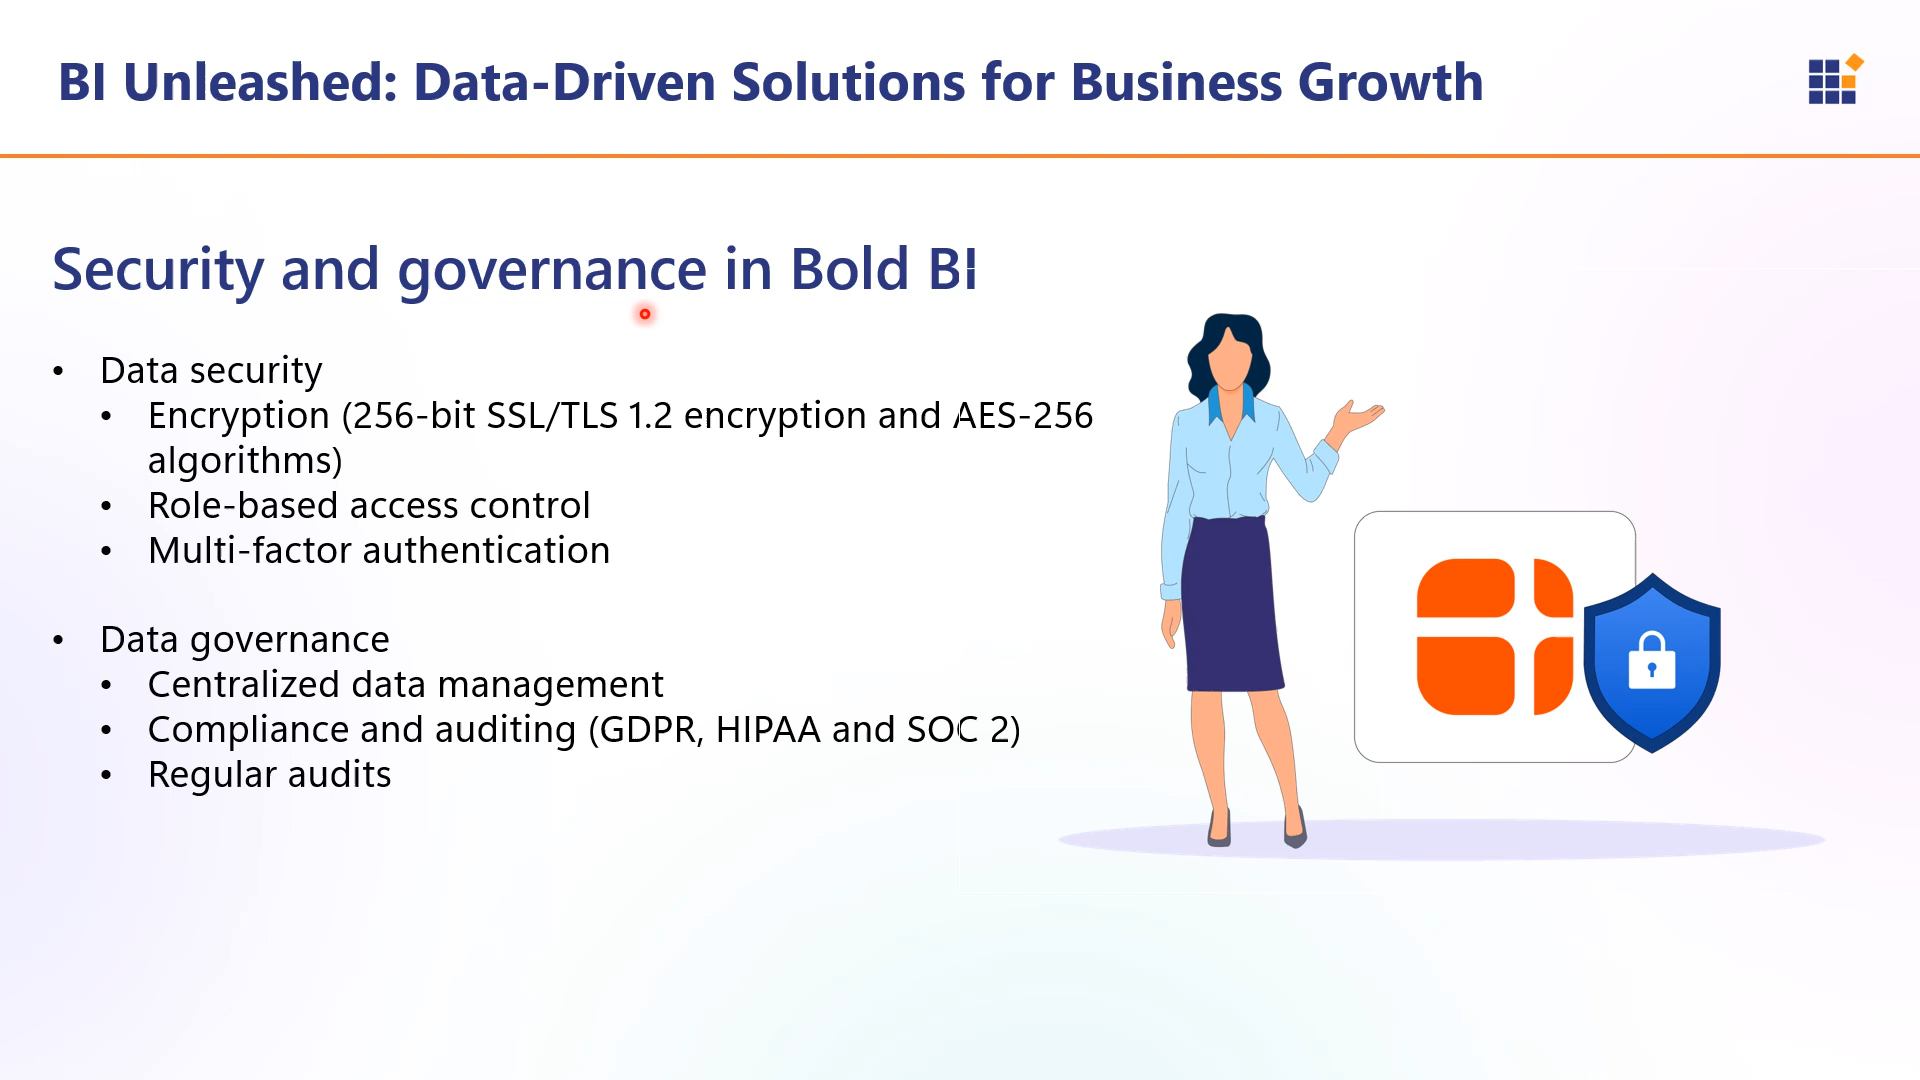 BI Unleashed: Data-Driven Solutions for Business Growth
Security and governance in Bold BI
• Data security
• Encryption (256-bit SSL/TLS 1.2 encryption and AES-256
algorithms)
• Role-based access control
• Multi-factor authentication
• Data governance
• Centralized data management
• Compliance and auditing (GDPR, HIPAA and SOC 2)
• Regular audits